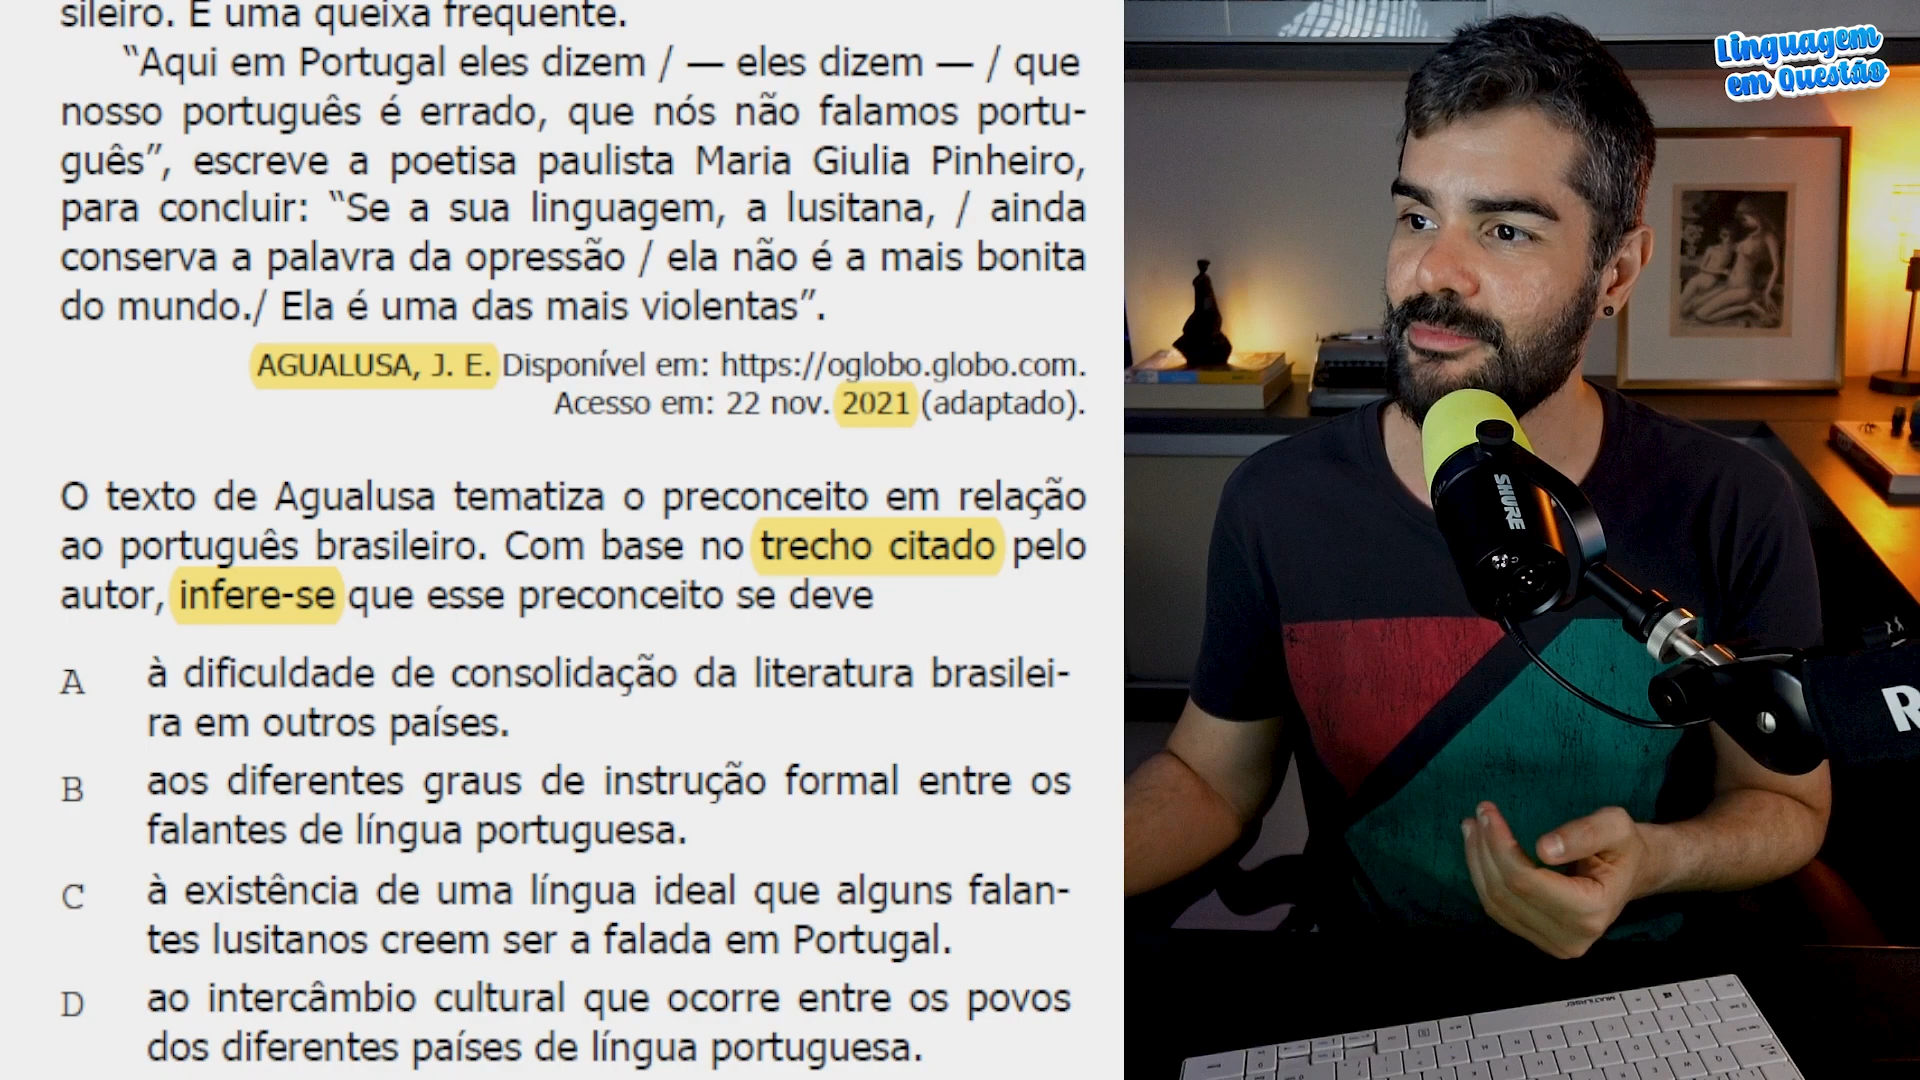 sileiro. É uma queixa frequente.
“Aqui em Portugal eles dizem / — eles dizem — / que
nosso português é errado, que nós não falamos portu-
guês”, escreve a poetisa paulista Maria Giulia Pinheiro,
para concluir: “Se a sua linguagem, a lusitana, / ainda
conserva a palavra da opressão / ela não é a mais bonita
do mundo./ Ela é uma das mais violentas”.
AGUALUSA, J. E. Disponível em: https://oglobo.globo.com.
Acesso em: 22 nov. 2021 (adaptado).
O texto de Agualusa tematiza o preconceito em relação
ao português brasileiro. Com base no trecho citado pelo
autor, infere-se que esse preconceito se deve
A à dificuldade de consolidação da literatura brasilei-
ra em outros países.
B aos diferentes graus de instrução formal entre os
falantes de língua portuguesa.
C à existência de uma língua ideal que alguns falan-
tes lusitanos creem ser a falada em Portugal.
D ao intercâmbio cultural que ocorre entre os povos
dos diferentes países de língua portuguesa.
Linguagem
em Questão
SHURE
R